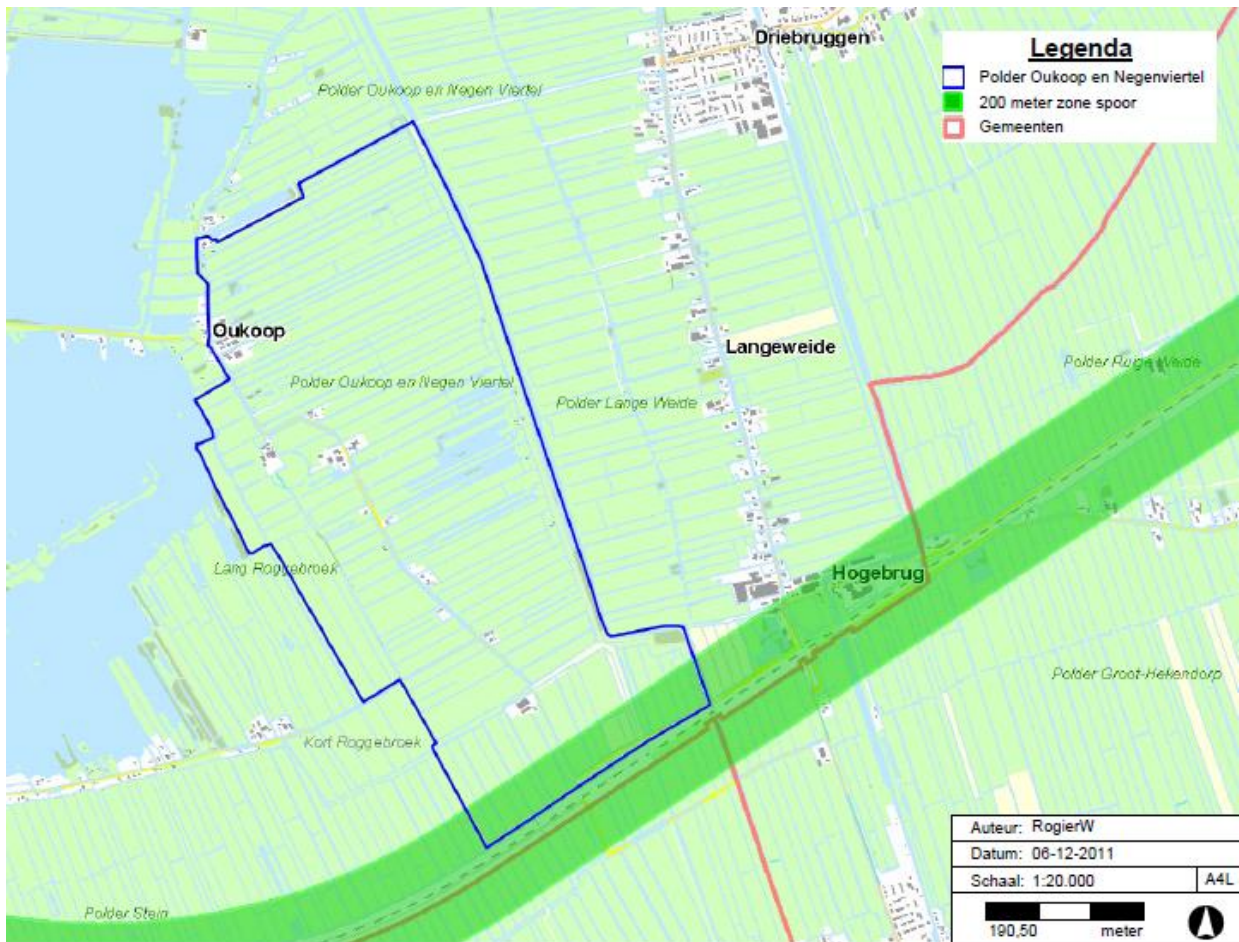 Driebruggen
Legenda
Polder Oukoop en Negenviertel
200 meter zone spoor
Gemeenten
Polder Oukoop en Negen Viertel
Oukoop
Langeweide
Polder Ruige Weide
Polder Oukoop en Negen Viertel
Polder Lange Weide
Lang Roggebroek
Hogebrug
Polder Groot-Hekendorp
Kort Roggebroek
Polder Stein
Auteur: RogierW
Datum: 06-12-2011
Schaal: 1:20.000 A4L
190,50 meter